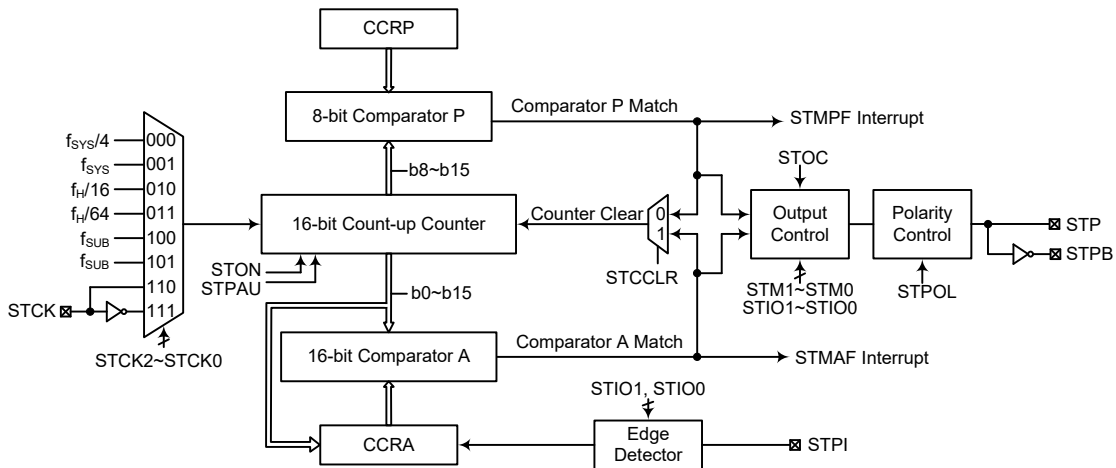 CCRP
8-bit Comparator P
Comparator P Match
STMPF Interrupt
fSYS/4
000
fSYS
001
fH/16
010
fH/64
011
fSUB
100
fSUB
101
110
111
STCK
STCK2~STCK0
b8~b15
16-bit Count-up Counter
STON
STPAU
b0~b15
Counter Clear
0
1
STCCLR
STOC
Output
Control
STM1~STM0
STIO1~STIO0
Polarity
Control
STPOL
STP
STPB
16-bit Comparator A
Comparator A Match
STMAF Interrupt
CCRA
STIO1, STIO0
Edge
Detector
STPI